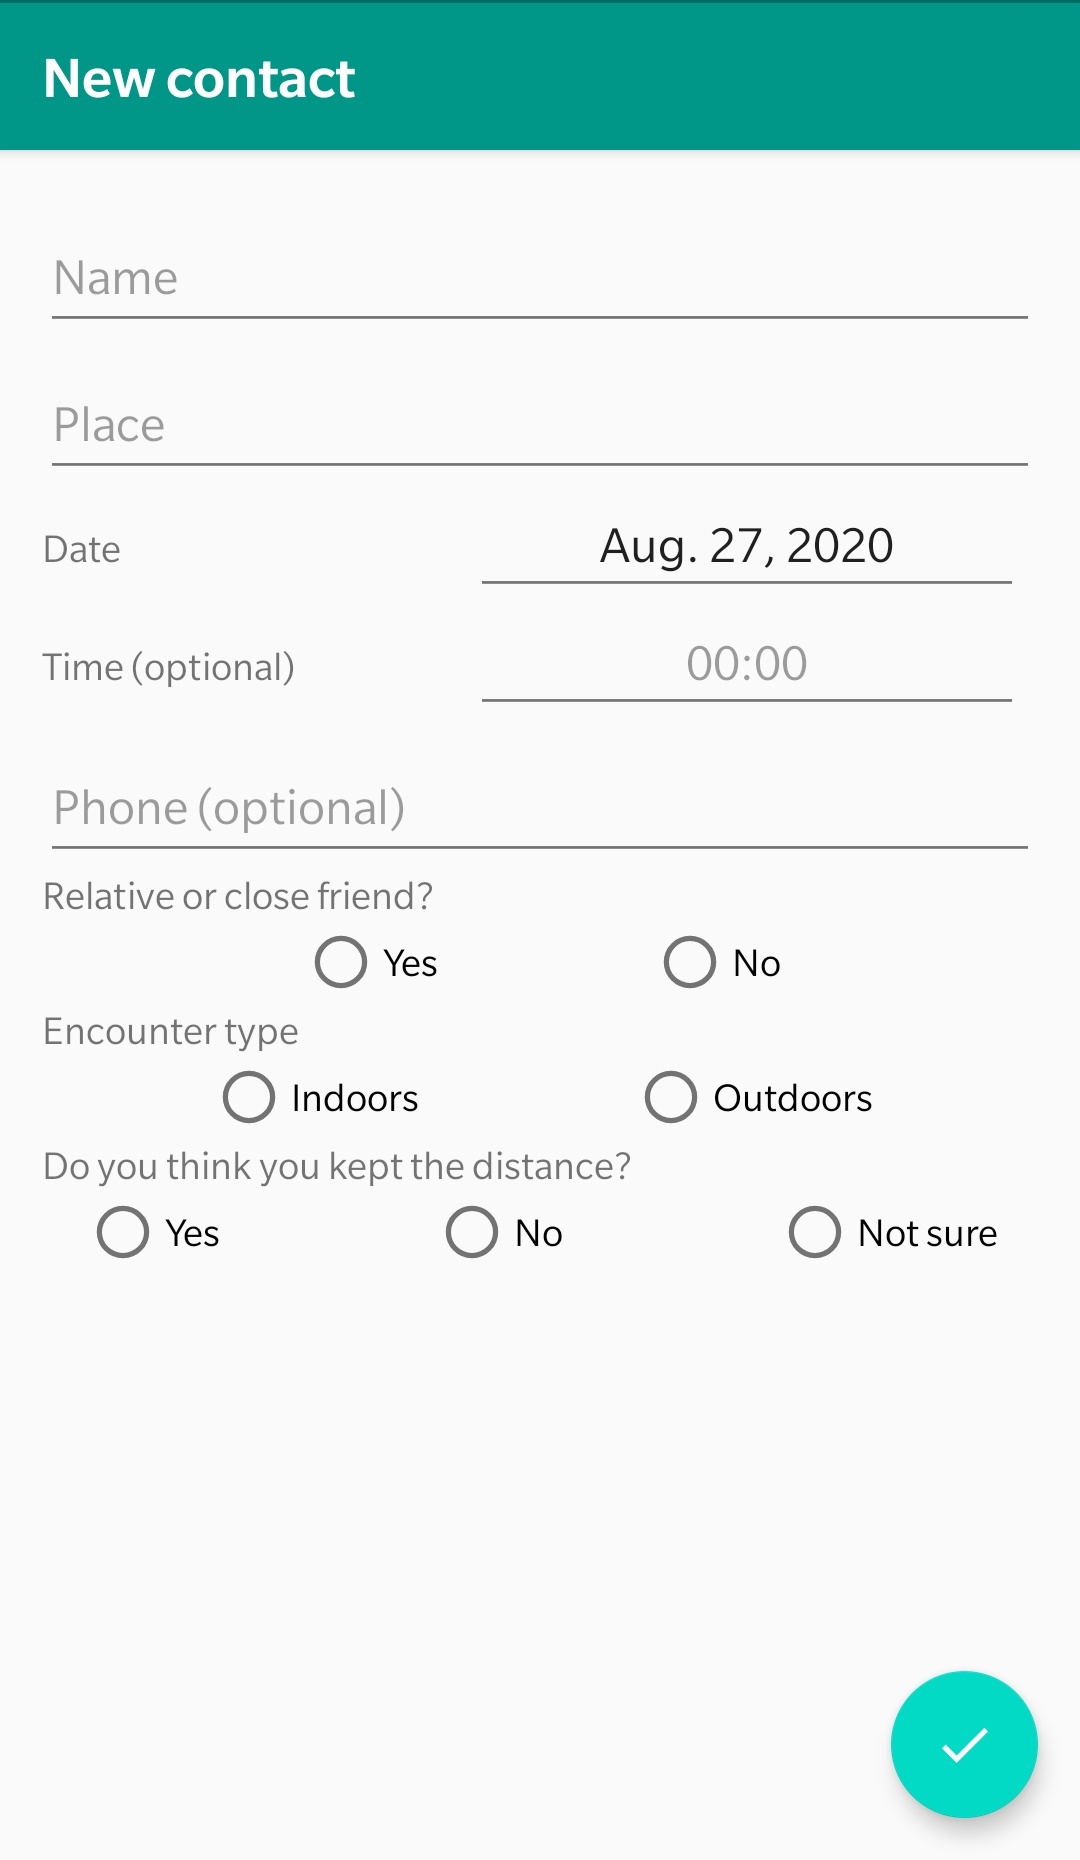 New contact
Name
Place
Date Aug. 27, 2020
Time (optional) 00:00
Phone (optional)
Relative or close friend?
Yes No
Encounter type
Indoors Outdoors
Do you think you kept the distance?
Yes No Not sure